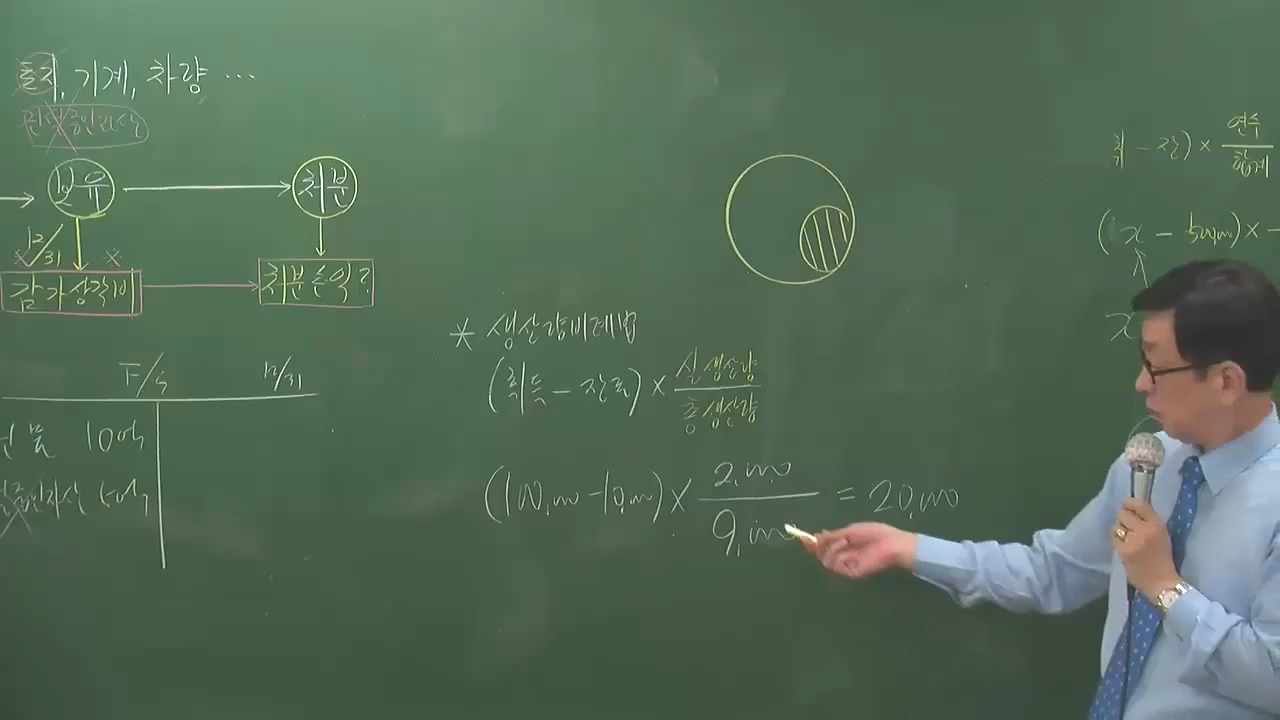 기계, 차량 …
보유 → 처분
12/31
감가상각비 → 처분손익?
F/S 12/31
건물 10억
* 생산량비례법
(취득 - 잔존) × 실생산량/총생산량
(100,000 - 10,000) × 2,000/9,000 = 20,000
취 - 잔) × 연수/합계
(x - 500,000) ×
x